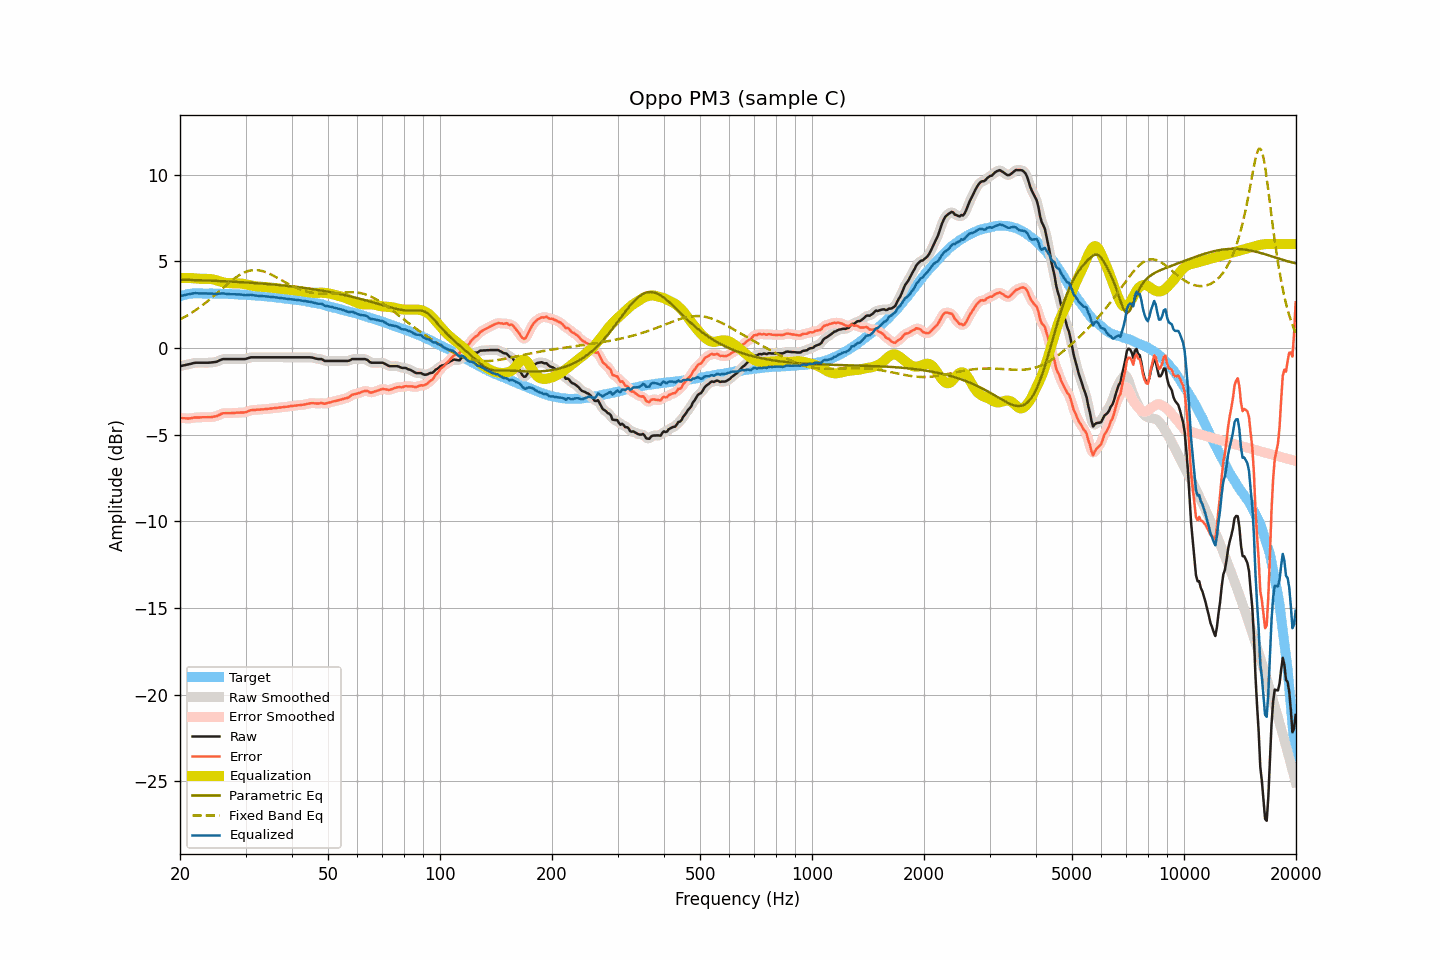 Oppo PM3 (sample C)
Amplitude (dBr)
10
5
0
−5
−10
−15
−20
−25
Target
Raw Smoothed
Error Smoothed
Raw
Error
Equalization
Parametric Eq
Fixed Band Eq
Equalized
20 50 100 200 500 1000 2000 5000 10000 20000
Frequency (Hz)